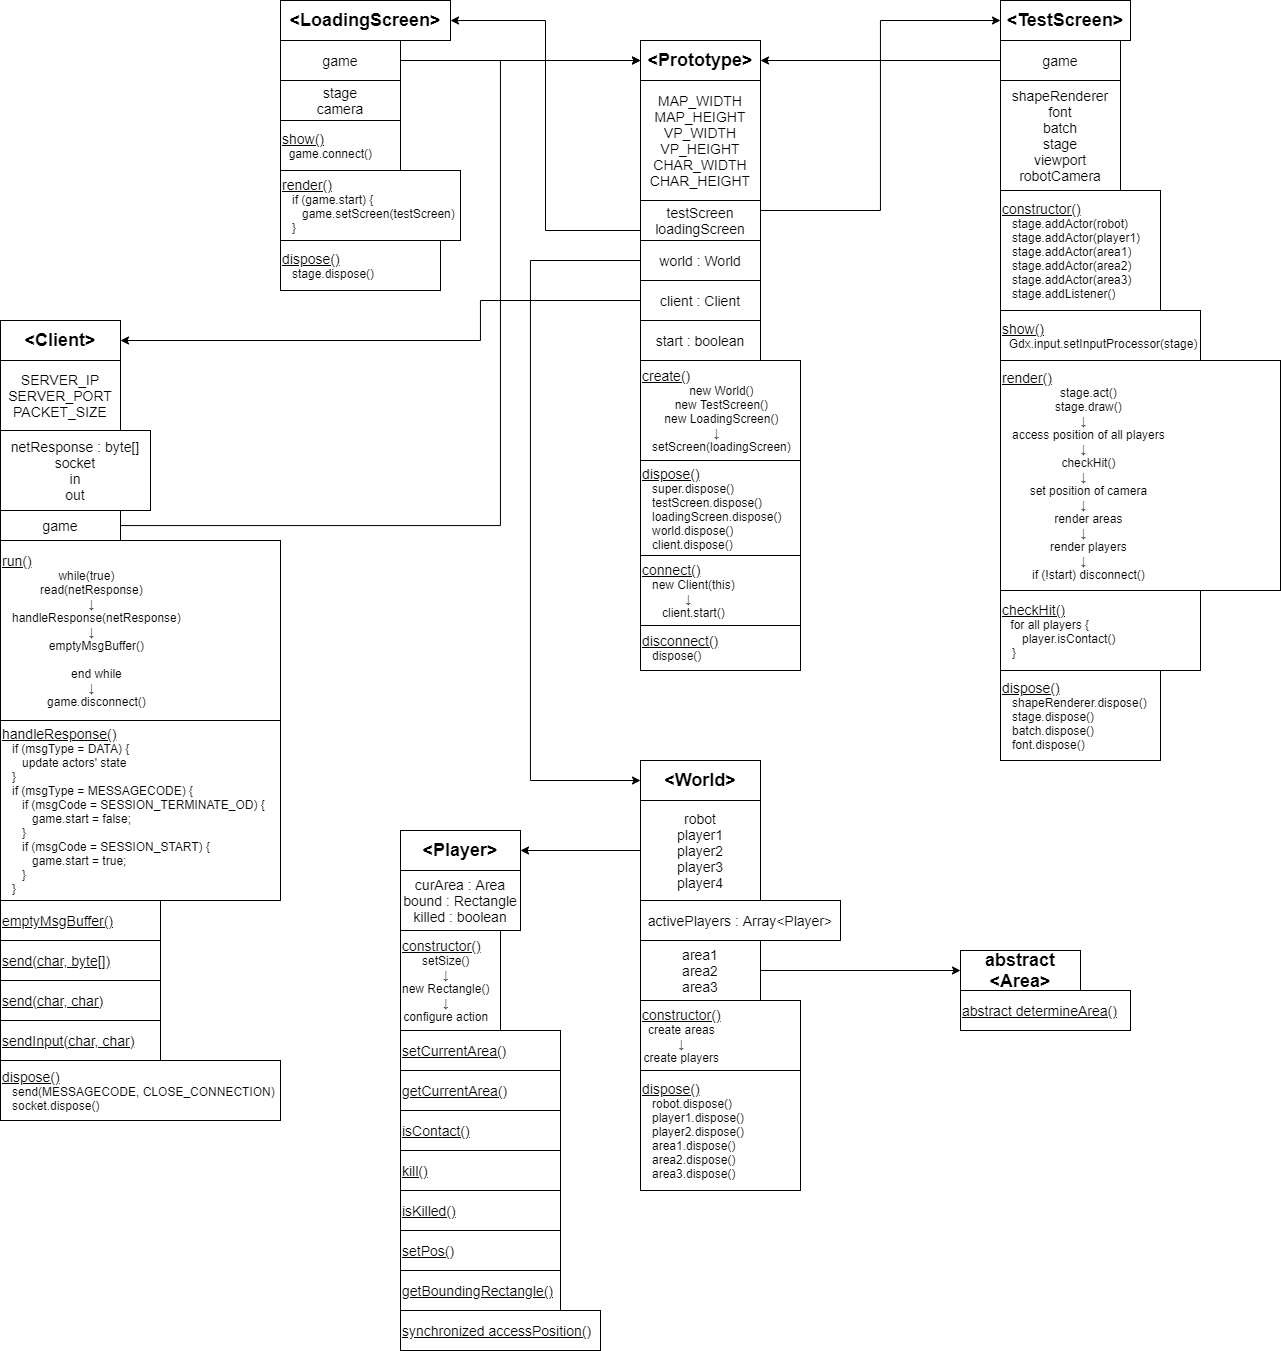 <LoadingScreen>
game
stage
camera
show()
game.connect()
render()
if (game.start) {
game.setScreen(testScreen)
}
dispose()
stage.dispose()
<Client>
SERVER_IP
SERVER_PORT
PACKET_SIZE
netResponse : byte[]
socket
in
out
game
run()
while(true)
read(netResponse)
↓
handleResponse(netResponse)
↓
emptyMsgBuffer()
end while
↓
game.disconnect()
handleResponse()
if (msgType = DATA) {
update actors' state
}
if (msgType = MESSAGECODE) {
if (msgCode = SESSION_TERMINATE_OD) {
game.start = false;
}
if (msgCode = SESSION_START) {
game.start = true;
}
}
emptyMsgBuffer()
send(char, byte[])
send(char, char)
sendInput(char, char)
dispose()
send(MESSAGECODE, CLOSE_CONNECTION)
socket.dispose()
<Prototype>
MAP_WIDTH
MAP_HEIGHT
VP_WIDTH
VP_HEIGHT
CHAR_WIDTH
CHAR_HEIGHT
testScreen
loadingScreen
world : World
client : Client
start : boolean
create()
new World()
new TestScreen()
new LoadingScreen()
↓
setScreen(loadingScreen)
dispose()
super.dispose()
testScreen.dispose()
loadingScreen.dispose()
world.dispose()
client.dispose()
connect()
new Client(this)
↓
client.start()
disconnect()
dispose()
<TestScreen>
game
shapeRenderer
font
batch
stage
viewport
robotCamera
constructor()
stage.addActor(robot)
stage.addActor(player1)
stage.addActor(area1)
stage.addActor(area2)
stage.addActor(area3)
stage.addListener()
show()
Gdx.input.setInputProcessor(stage)
render()
stage.act()
stage.draw()
↓
access position of all players
↓
checkHit()
↓
set position of camera
↓
render areas
↓
render players
↓
if (!start) disconnect()
checkHit()
for all players {
player.isContact()
}
dispose()
shapeRenderer.dispose()
stage.dispose()
batch.dispose()
font.dispose()
<World>
robot
player1
player2
player3
player4
activePlayers : Array<Player>
area1
area2
area3
constructor()
create areas
↓
create players
dispose()
robot.dispose()
player1.dispose()
player2.dispose()
area1.dispose()
area2.dispose()
area3.dispose()
<Player>
curArea : Area
bound : Rectangle
killed : boolean
constructor()
setSize()
↓
new Rectangle()
↓
configure action
setCurrentArea()
getCurrentArea()
isContact()
kill()
isKilled()
setPos()
getBoundingRectangle()
synchronized accessPosition()
abstract
<Area>
abstract determineArea()